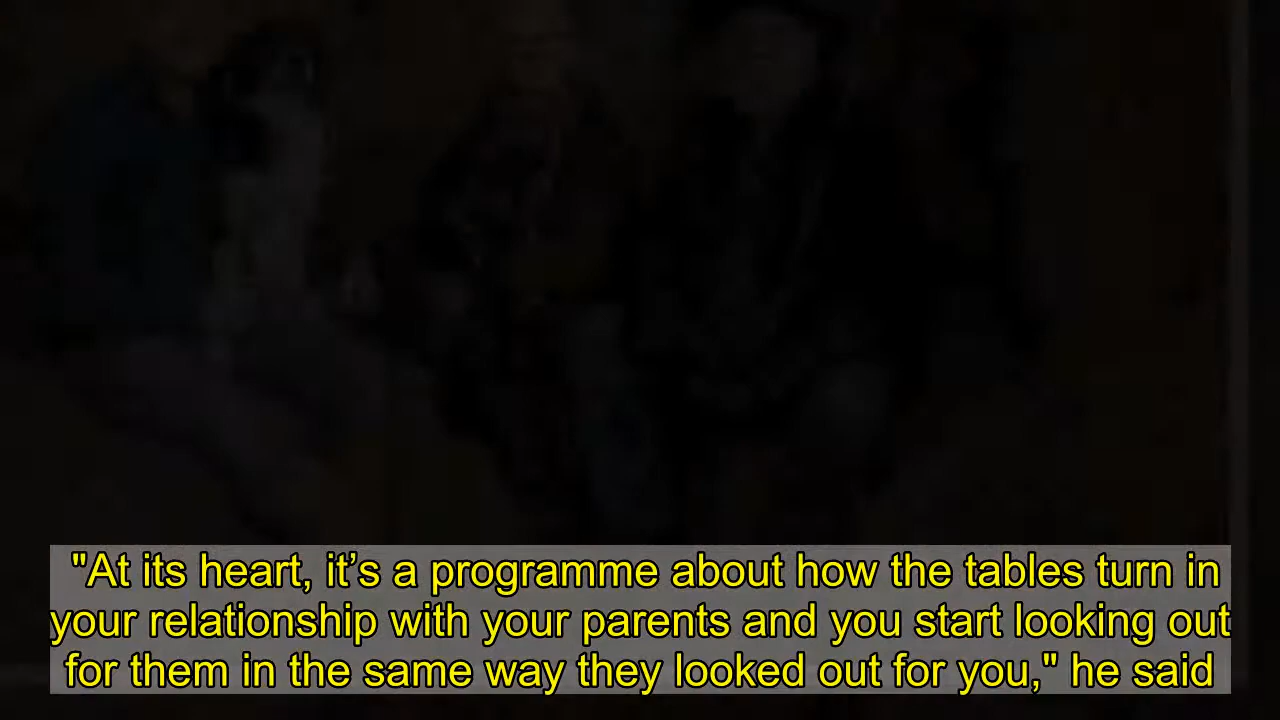 "At its heart, it’s a programme about how the tables turn in
your relationship with your parents and you start looking out
for them in the same way they looked out for you," he said